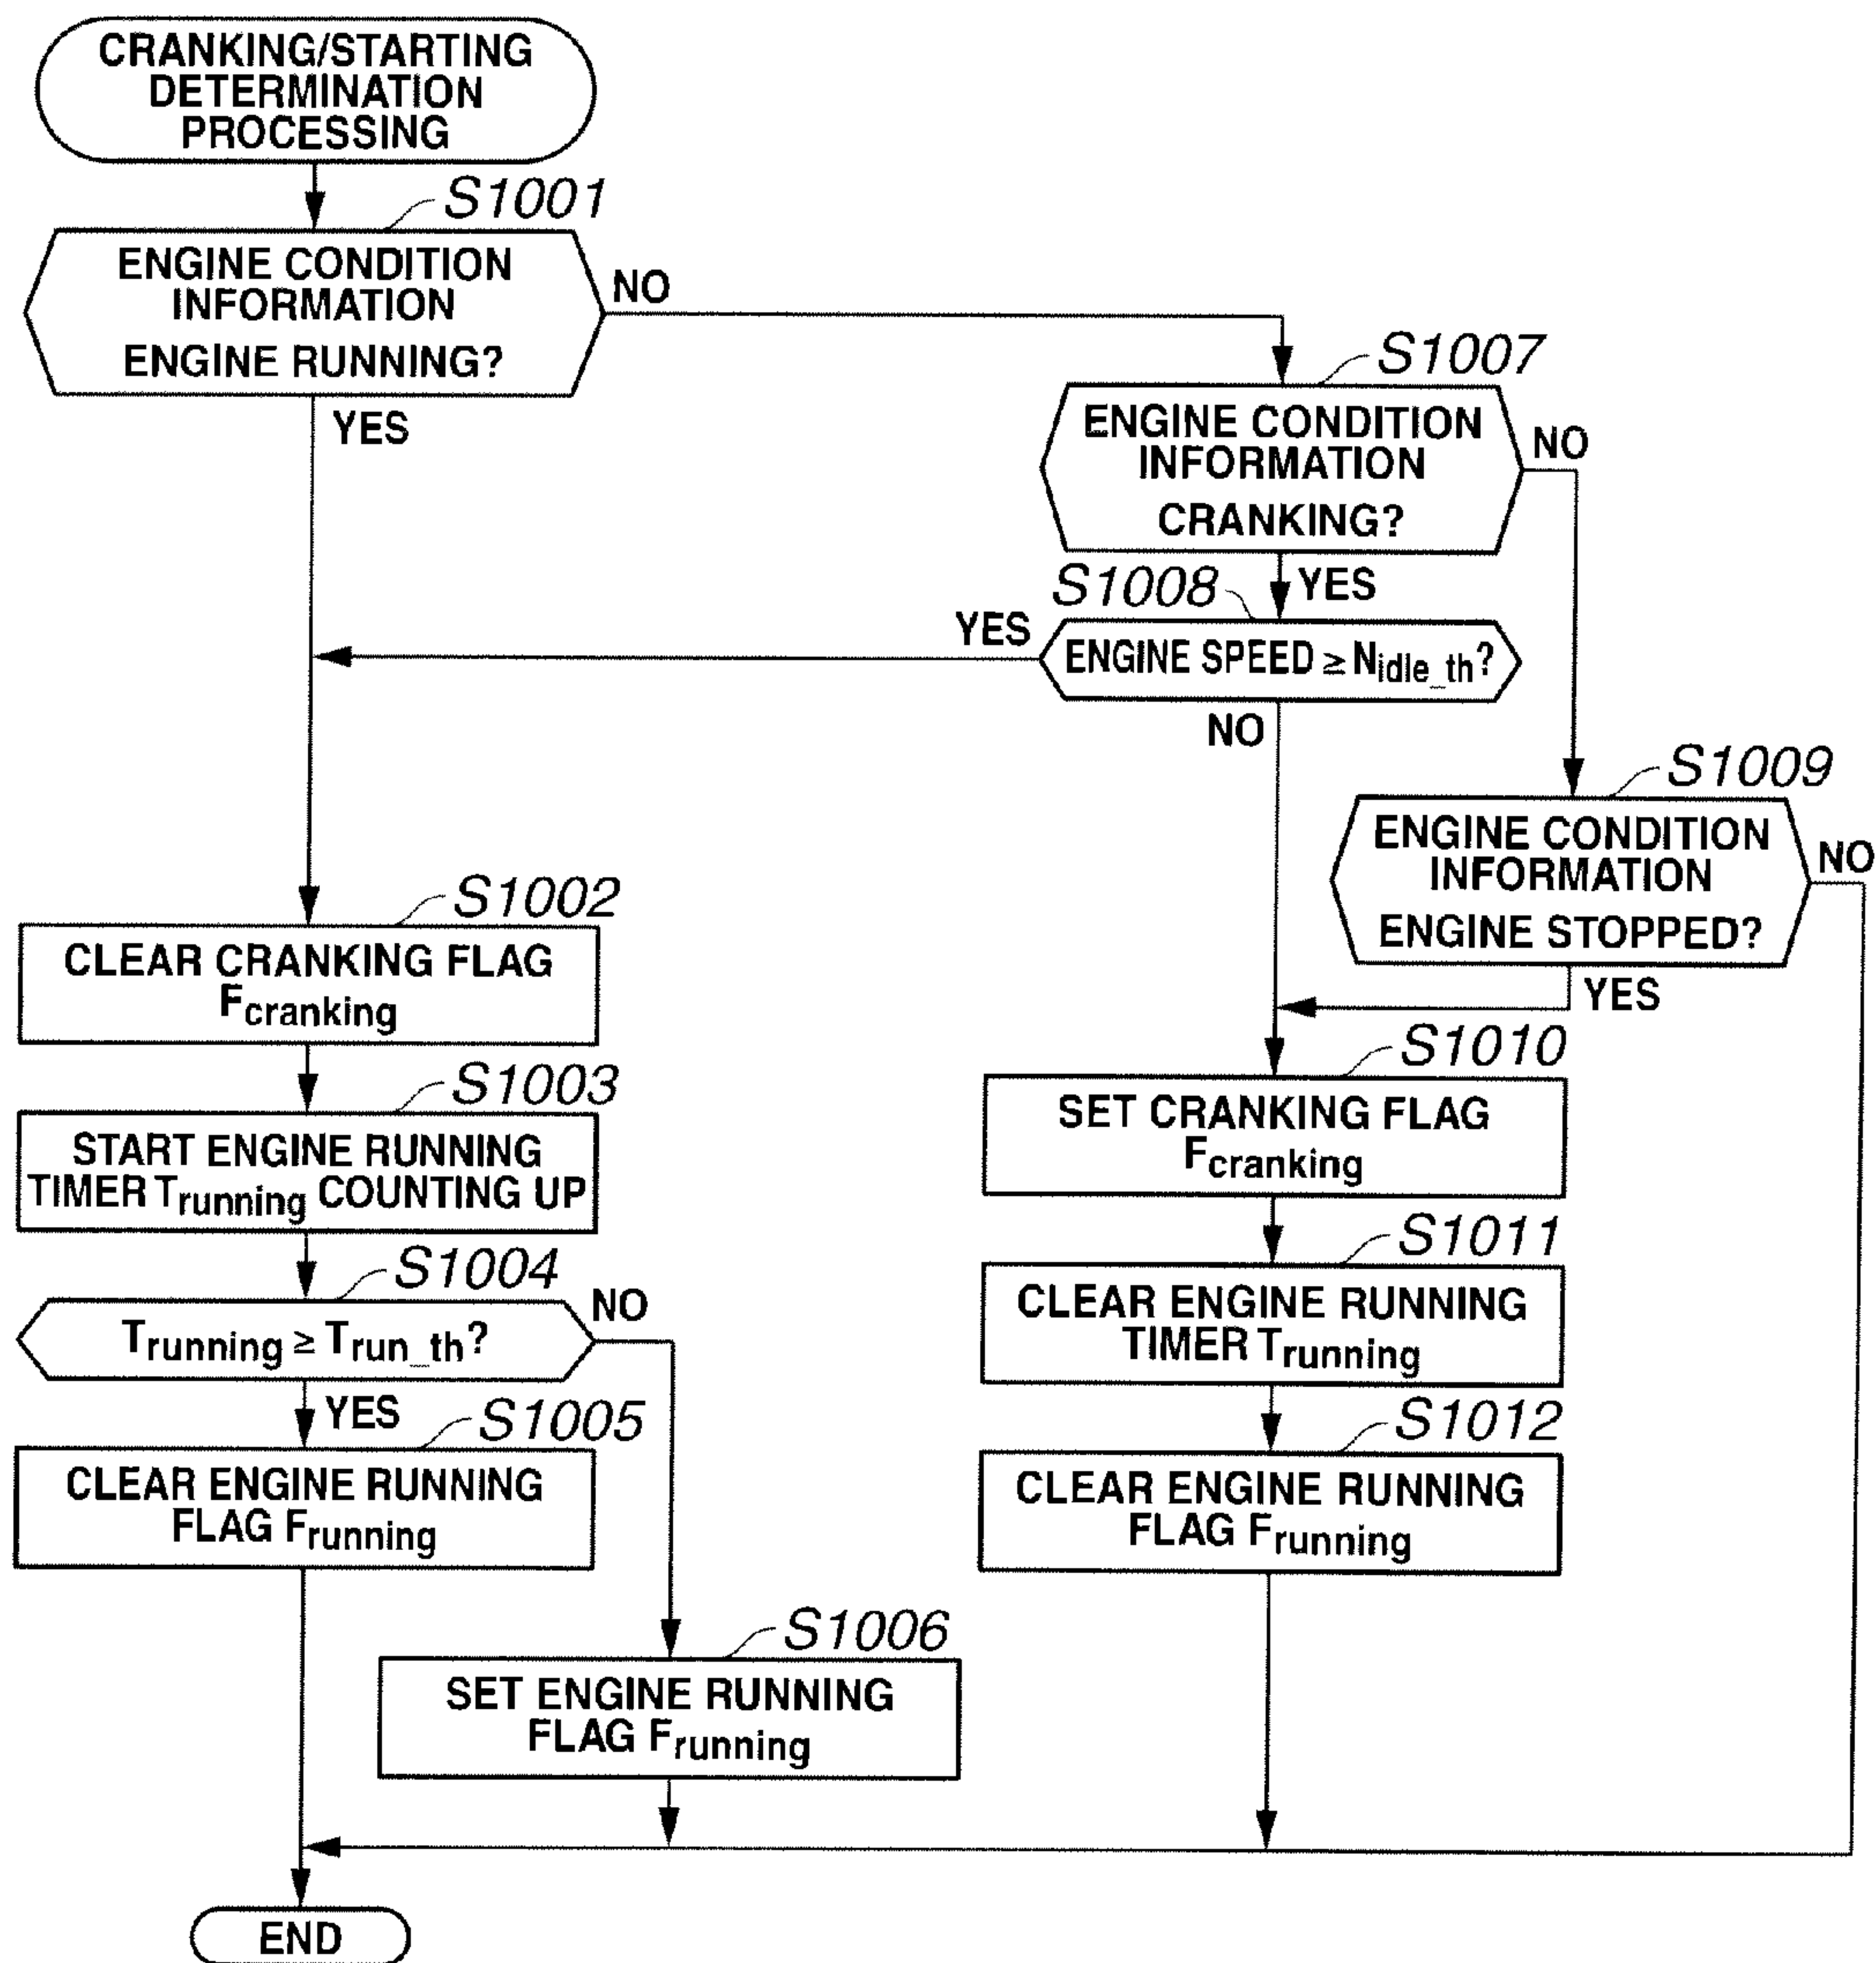 CRANKING/STARTING
DETERMINATION
PROCESSING
S1001
ENGINE CONDITION
INFORMATION
ENGINE RUNNING?
NO
YES
S1007
ENGINE CONDITION
INFORMATION
CRANKING?
NO
YES
S1008
ENGINE SPEED ≥ Nidle_th?
YES
NO
S1009
ENGINE CONDITION
INFORMATION
ENGINE STOPPED?
NO
YES
S1002
CLEAR CRANKING FLAG
Fcranking
S1003
START ENGINE RUNNING
TIMER Trunning COUNTING UP
S1004
Trunning ≥ Trun_th?
NO
YES
S1005
CLEAR ENGINE RUNNING
FLAG Frunning
S1006
SET ENGINE RUNNING
FLAG Frunning
S1010
SET CRANKING FLAG
Fcranking
S1011
CLEAR ENGINE RUNNING
TIMER Trunning
S1012
CLEAR ENGINE RUNNING
FLAG Frunning
END